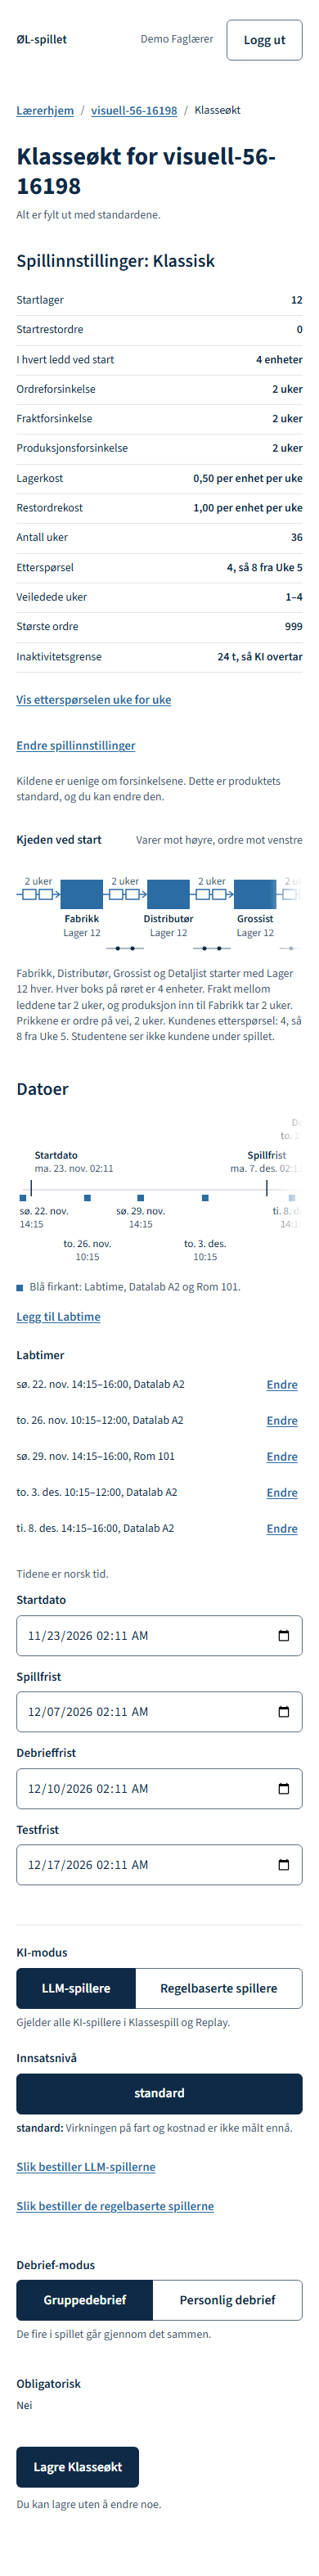 ØL-spillet
Demo Faglærer
Logg ut
Lærerhjem / visuell-56-16198 / Klasseøkt
Klasseøkt for visuell-56-
16198
Alt er fylt ut med standardene.
Spillinnstillinger: Klassisk
Startlager 12
Startrestordre 0
I hvert ledd ved start 4 enheter
Ordreforsinkelse 2 uker
Fraktforsinkelse 2 uker
Produksjonsforsinkelse 2 uker
Lagerkost 0,50 per enhet per uke
Restordrekost 1,00 per enhet per uke
Antall uker 36
Etterspørsel 4, så 8 fra Uke 5
Veiledede uker 1–4
Største ordre 999
Inaktivitetsgrense 24 t, så KI overtar
Vis etterspørselen uke for uke
Endre spillinnstillinger
Kildene er uenige om forsinkelsene. Dette er produktets
standard, og du kan endre den.
Kjeden ved start
Varer mot høyre, ordre mot venstre
2 uker 2 uker 2 uker 2
Fabrikk Distributør Grossist
Lager 12 Lager 12 Lager 12
Fabrikk, Distributør, Grossist og Detaljist starter med Lager
12 hver. Hver boks på røret er 4 enheter. Frakt mellom
leddene tar 2 uker, og produksjon inn til Fabrikk tar 2 uker.
Prikkene er ordre på vei, 2 uker. Kundenes etterspørsel: 4, så
8 fra Uke 5. Studentene ser ikke kundene under spillet.
Datoer
to.
Startdato Spillfrist
ma. 23. nov. 02:11 ma. 7. des. 02:1
sø. 22. nov. sø. 29. nov. ti. 8.
14:15 14:15
to. 26. nov. to. 3. des.
10:15 10:15
Blå firkant: Labtime, Datalab A2 og Rom 101.
Legg til Labtime
Labtimer
sø. 22. nov. 14:15–16:00, Datalab A2 Endre
to. 26. nov. 10:15–12:00, Datalab A2 Endre
sø. 29. nov. 14:15–16:00, Rom 101 Endre
to. 3. des. 10:15–12:00, Datalab A2 Endre
ti. 8. des. 14:15–16:00, Datalab A2 Endre
Tidene er norsk tid.
Startdato
11/23/2026 02:11 AM
Spillfrist
12/07/2026 02:11 AM
Debrieffrist
12/10/2026 02:11 AM
Testfrist
12/17/2026 02:11 AM
KI-modus
LLM-spillere Regelbaserte spillere
Gjelder alle KI-spillere i Klassespill og Replay.
Innsatsnivå
standard
standard: Virkningen på fart og kostnad er ikke målt ennå.
Slik bestiller LLM-spillerne
Slik bestiller de regelbaserte spillerne
Debrief-modus
Gruppedebrief Personlig debrief
De fire i spillet går gjennom det sammen.
Obligatorisk
Nei
Lagre Klasseøkt
Du kan lagre uten å endre noe.